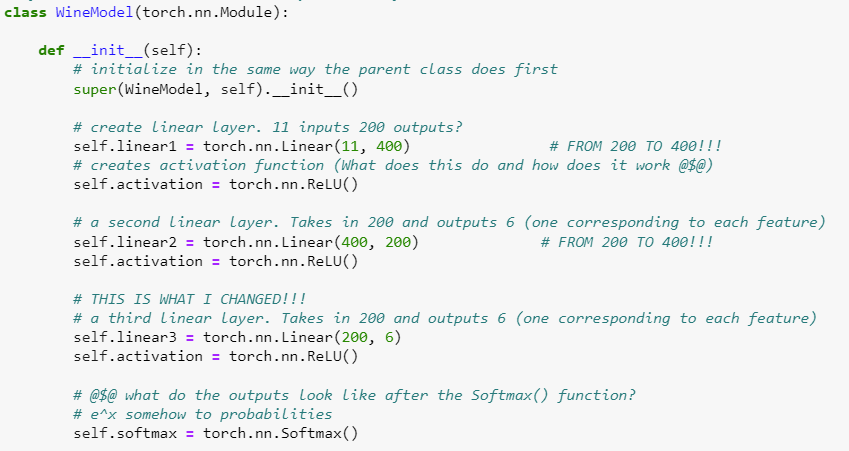 class WineModel(torch.nn.Module):
def __init__(self):
# initialize in the same way the parent class does first
super(WineModel, self).__init__()
# create linear layer. 11 inputs 200 outputs?
self.linear1 = torch.nn.Linear(11, 400) # FROM 200 TO 400!!!
# creates activation function (What does this do and how does it work @$@)
self.activation = torch.nn.ReLU()
# a second linear layer. Takes in 200 and outputs 6 (one corresponding to each feature)
self.linear2 = torch.nn.Linear(400, 200) # FROM 200 TO 400!!!
self.activation = torch.nn.ReLU()
# THIS IS WHAT I CHANGED!!!
# a third linear layer. Takes in 200 and outputs 6 (one corresponding to each feature)
self.linear3 = torch.nn.Linear(200, 6)
self.activation = torch.nn.ReLU()
# @$@ what do the outputs look like after the Softmax() function?
# e^x somehow to probabilities
self.softmax = torch.nn.Softmax()